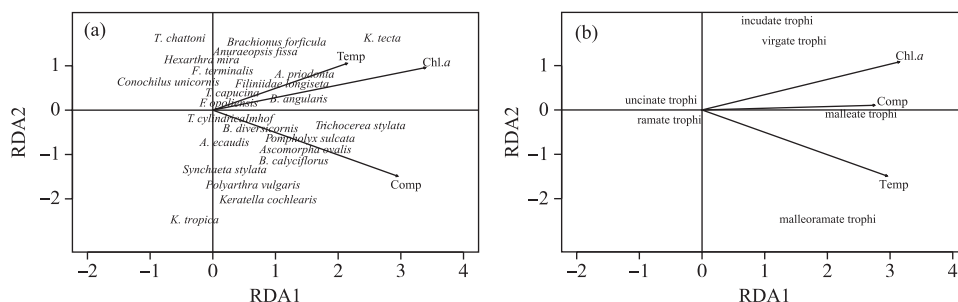 (a)
T. chattoni
Brachionus forficula
K. tecta
Anuraeopsis fissa
Hexarthra mira
Temp
Chl.a
F. terminalis
A. priodonta
Conochilus unicornis
Filiniidae longiseta
T. capucina
B. angularis
F. opoliensis
T. cylindricaImhof
Trichocerea stylata
B. diversicornis
A. ecaudis
Pompholyx sulcata
Ascomorpha ovalis
B. calyciflorus
Synchaeta stylata
Polyarthra vulgaris
Comp
Keratella cochlearis
K. tropica
RDA2
2
1
0
−1
−2
−2 −1 0 1 2 3 4
RDA1
(b)
incudate trophi
virgate trophi
Chl.a
uncinate trophi
Comp
ramate trophi
malleate trophi
Temp
malleoramate trophi
RDA2
2
1
0
−1
−2
−2 −1 0 1 2 3 4
RDA1